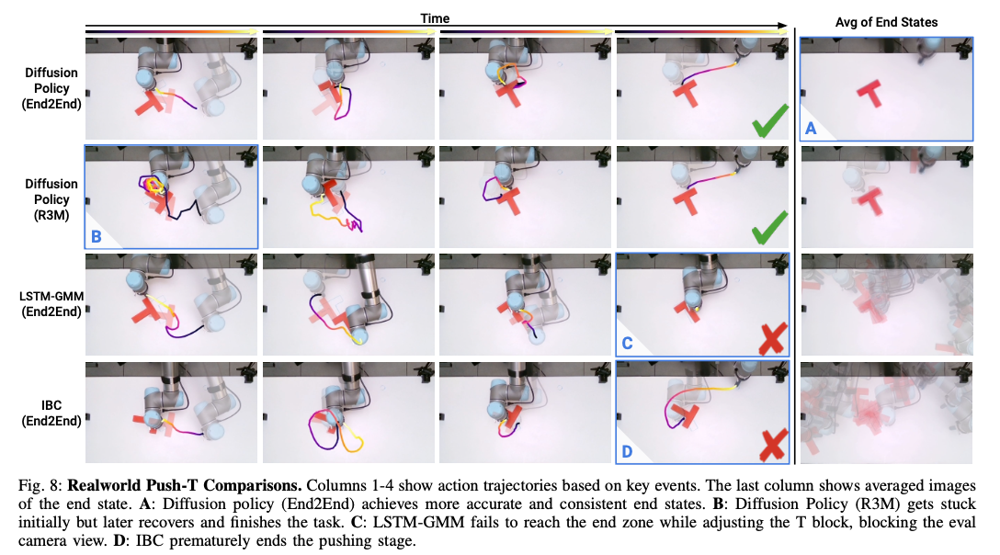 Time
Avg of End States
Diffusion
Policy
(End2End)
A
Diffusion
Policy
(R3M)
B
LSTM-GMM
(End2End)
C
IBC
(End2End)
D
Fig. 8: Realworld Push-T Comparisons. Columns 1-4 show action trajectories based on key events. The last column shows averaged images
of the end state. A: Diffusion policy (End2End) achieves more accurate and consistent end states. B: Diffusion Policy (R3M) gets stuck
initially but later recovers and finishes the task. C: LSTM-GMM fails to reach the end zone while adjusting the T block, blocking the eval
camera view. D: IBC prematurely ends the pushing stage.